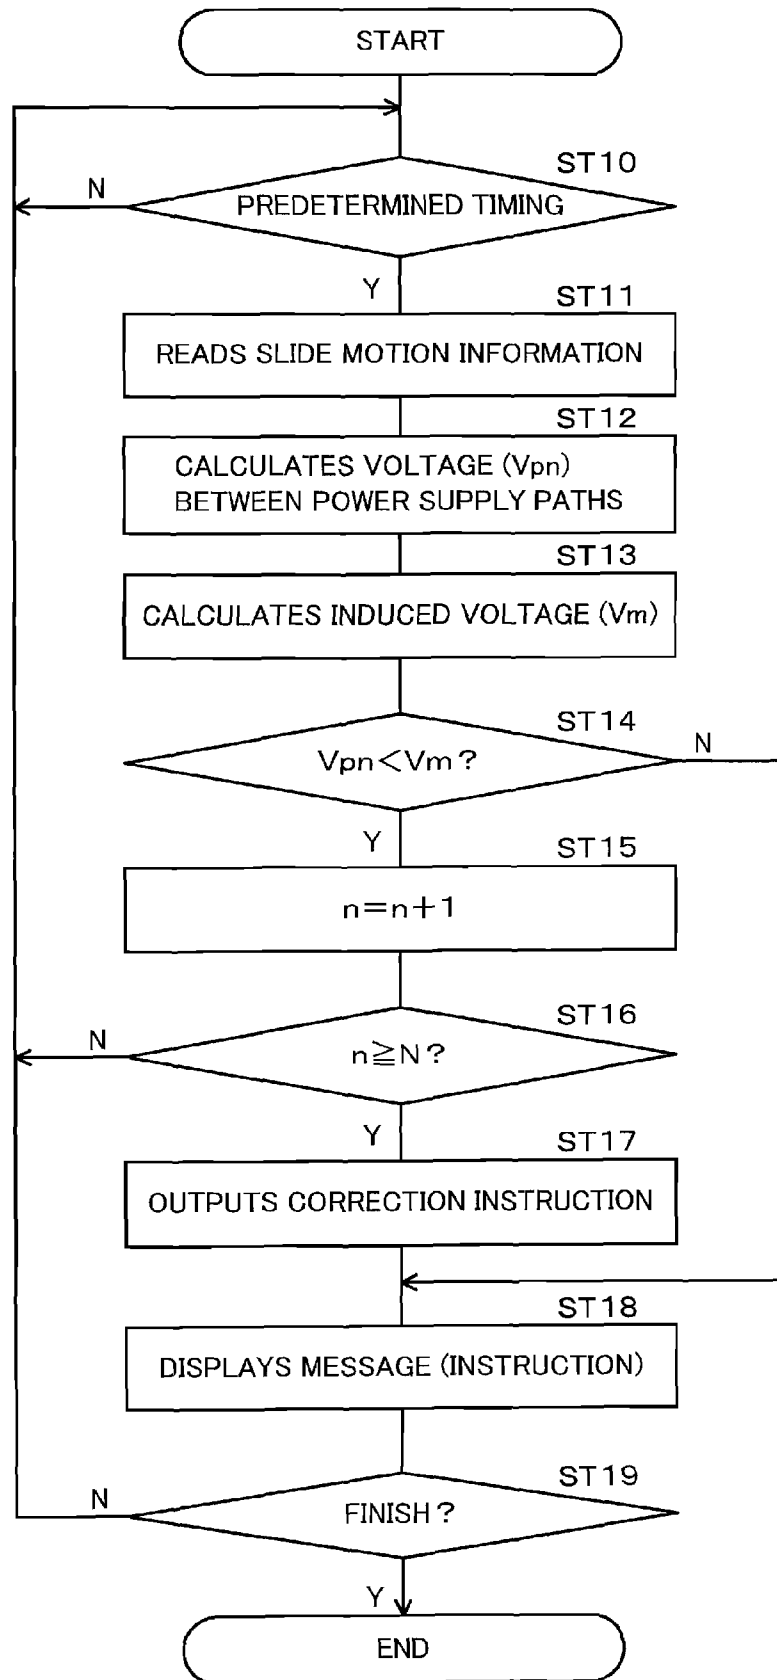 START
ST10
N
PREDETERMINED TIMING
Y
ST11
READS SLIDE MOTION INFORMATION
ST12
CALCULATES VOLTAGE (Vpn)
BETWEEN POWER SUPPLY PATHS
ST13
CALCULATES INDUCED VOLTAGE (Vm)
ST14
N
Vpn<Vm?
Y
ST15
n=n+1
ST16
N
n≧N?
Y
ST17
OUTPUTS CORRECTION INSTRUCTION
ST18
DISPLAYS MESSAGE (INSTRUCTION)
ST19
N
FINISH?
Y
END